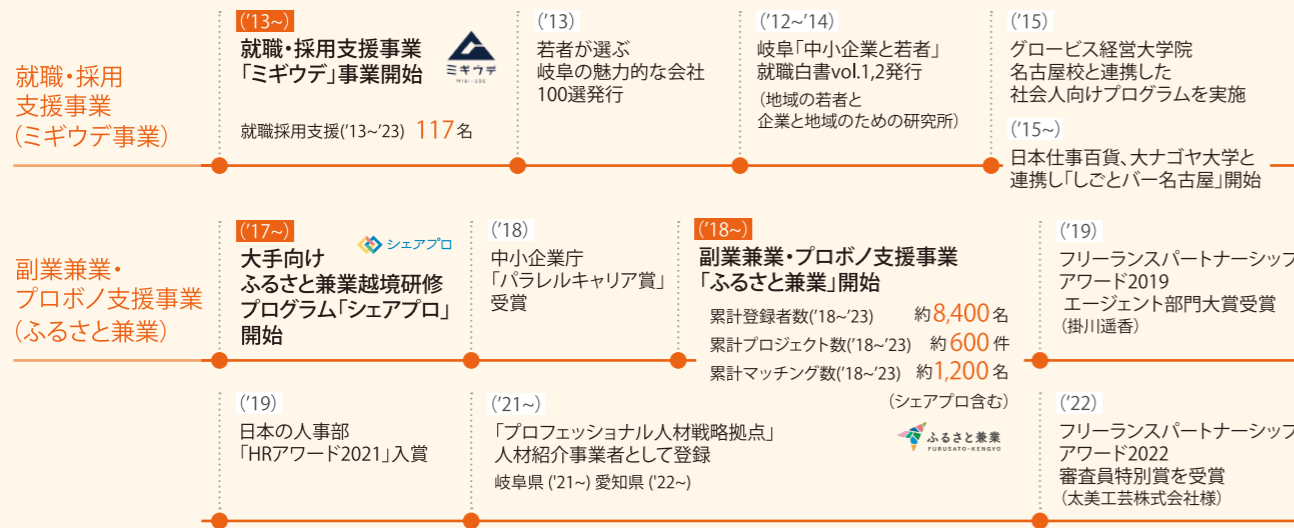 就職・採用
支援事業
(ミギウデ事業)
('13~)
就職・採用支援事業
「ミギウデ」事業開始
ミギウデ
MIGI-UDE
就職採用支援('13~'23) 117名
('13)
若者が選ぶ
岐阜の魅力的な会社
100選発行
('12~'14)
岐阜「中小企業と若者」
就職白書vol.1,2発行
(地域の若者と
企業と地域のための研究所)
('15)
グロービス経営大学院
名古屋校と連携した
社会人向けプログラムを実施
('15~)
日本仕事百貨、大ナゴヤ大学と
連携し「しごとバー名古屋」開始
副業兼業・
プロボノ支援事業
(ふるさと兼業)
('17~)
シェアプロ
大手向け
ふるさと兼業越境研修
プログラム「シェアプロ」
開始
('18)
中小企業庁
「パラレルキャリア賞」
受賞
('18~)
副業兼業・プロボノ支援事業
「ふるさと兼業」開始
累計登録者数('18~'23) 約8,400名
累計プロジェクト数('18~'23) 約600件
累計マッチング数('18~'23) 約1,200名
(シェアプロ含む)
ふるさと兼業
FURUSATO-KENGYO
('19)
フリーランスパートナーシップ
アワード2019
エージェント部門大賞受賞
(掛川遥香)
('19)
日本の人事部
「HRアワード2021」入賞
('21~)
「プロフェッショナル人材戦略拠点」
人材紹介事業者として登録
岐阜県 ('21~) 愛知県 ('22~)
('22)
フリーランスパートナーシップ
アワード2022
審査員特別賞を受賞
(太美工芸株式会社様)